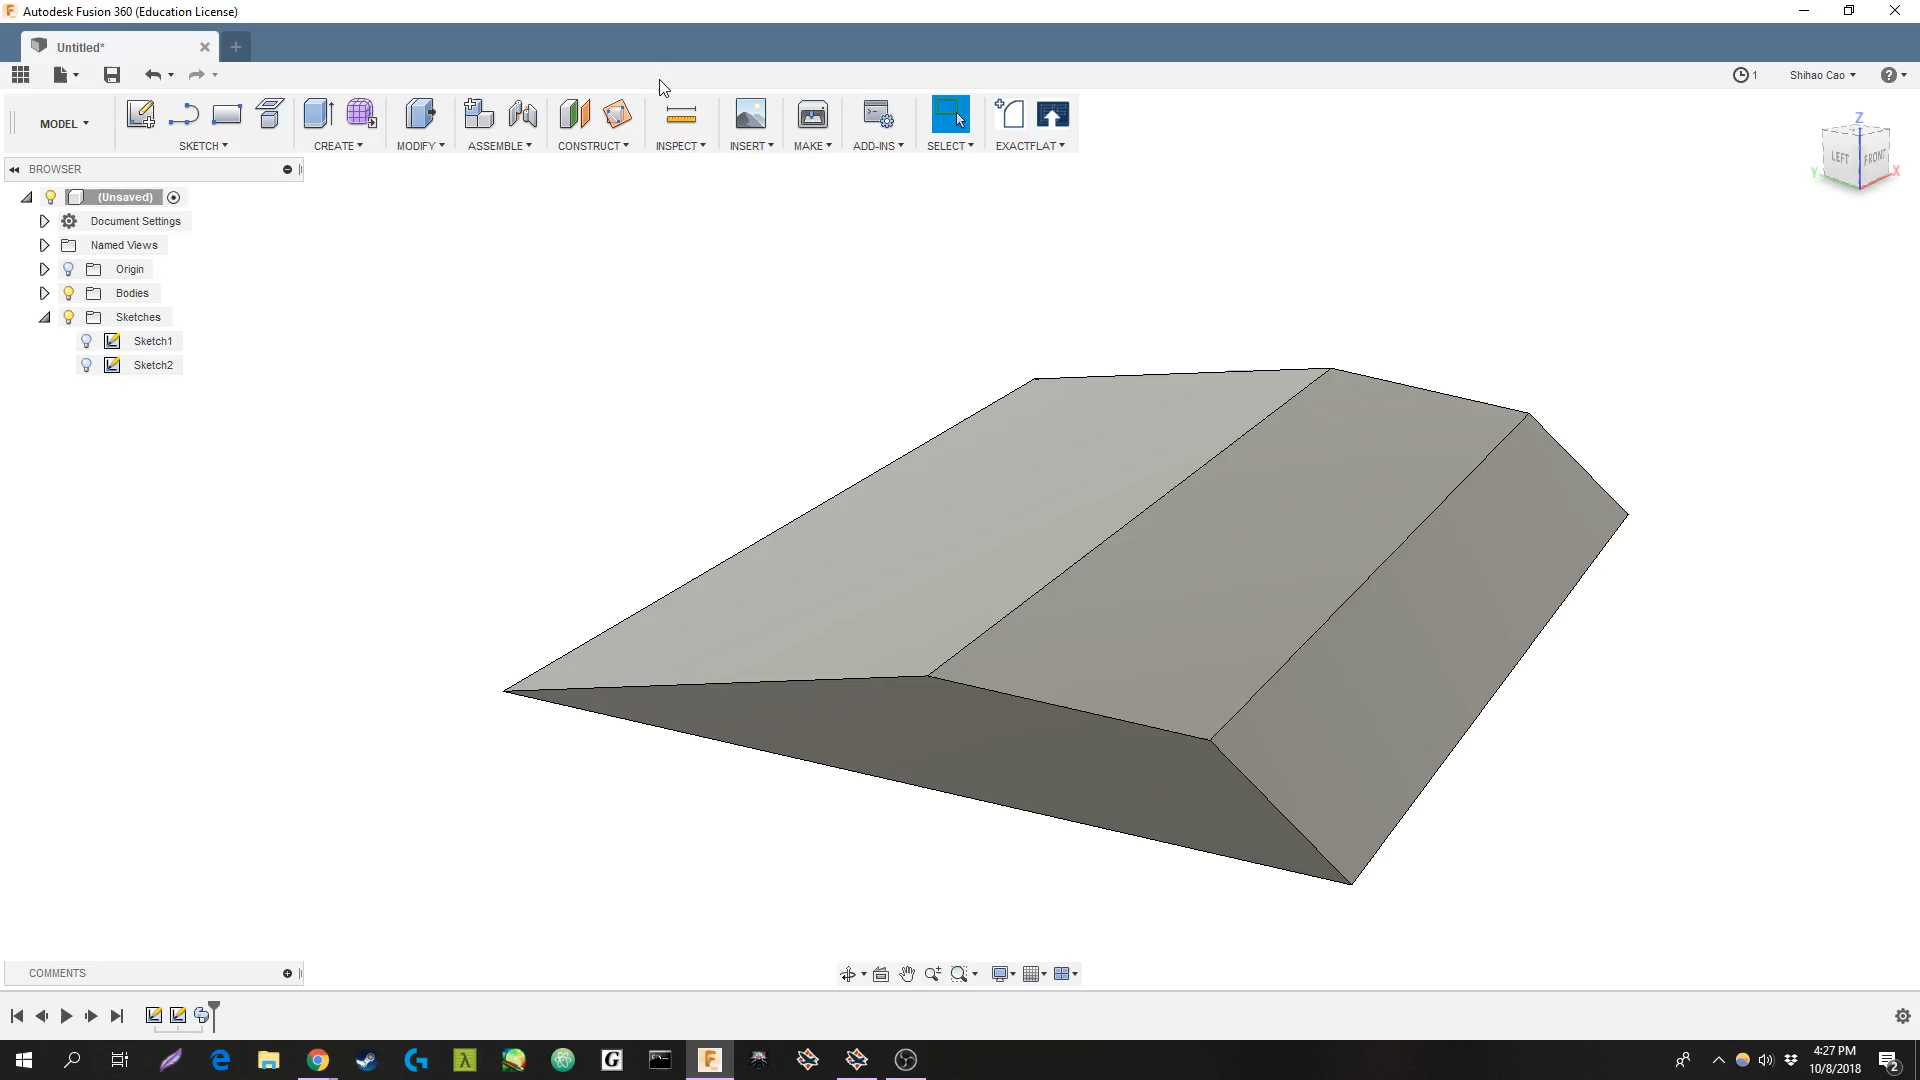 Autodesk Fusion 360 (Education License)
Untitled*
1
Shihao Cao
MODEL
SKETCH
CREATE
MODIFY
ASSEMBLE
CONSTRUCT
INSPECT
INSERT
MAKE
ADD-INS
SELECT
EXACTFLAT
Z
LEFT
FRONT
Y
X
BROWSER
(Unsaved)
Document Settings
Named Views
Origin
Bodies
Sketches
Sketch1
Sketch2
COMMENTS
4:27 PM
10/8/2018
2